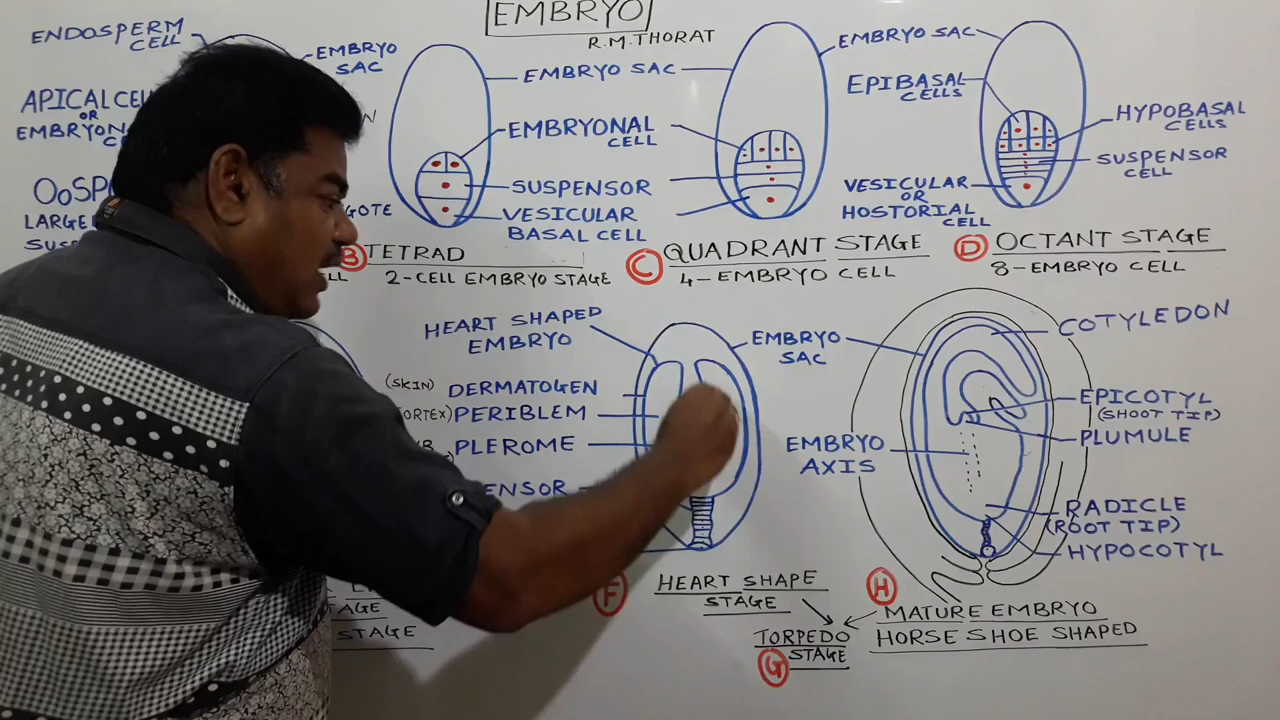 EMBRYO
R.M.THORAT
ENDOSPERM
CELL
EMBRYO
SAC
APICAL CEL
OR
EMBRYON
C
OoSP
LARGE
SUS
GOTE
EMBRYO SAC
EMBRYONAL
CELL
SUSPENSOR
VESICULAR
BASAL CELL
B TETRAD
2-CELL EMBRYO STAGE
C QUADRANT STAGE
4-EMBRYO CELL
EMBRYO SAC
EPIBASAL
CELLS
HYPOBASAL
CELLS
SUSPENSOR
CELL
VESICULAR
OR
HOSTORIAL
CELL
D OCTANT STAGE
8-EMBRYO CELL
HEART SHAPED
EMBRYO
(SKIN) DERMATOGEN
ORTEX) PERIBLEM
PLEROME
ENSOR
EMBRYO
SAC
F HEART SHAPE
STAGE
TORPEDO
G STAGE
STAGE
STAGE
COTYLEDON
EPICOTYL
(SHOOT TIP)
PLUMULE
EMBRYO
AXIS
RADICLE
(ROOT TIP)
HYPOCOTYL
H MATURE EMBRYO
HORSE SHOE SHAPED